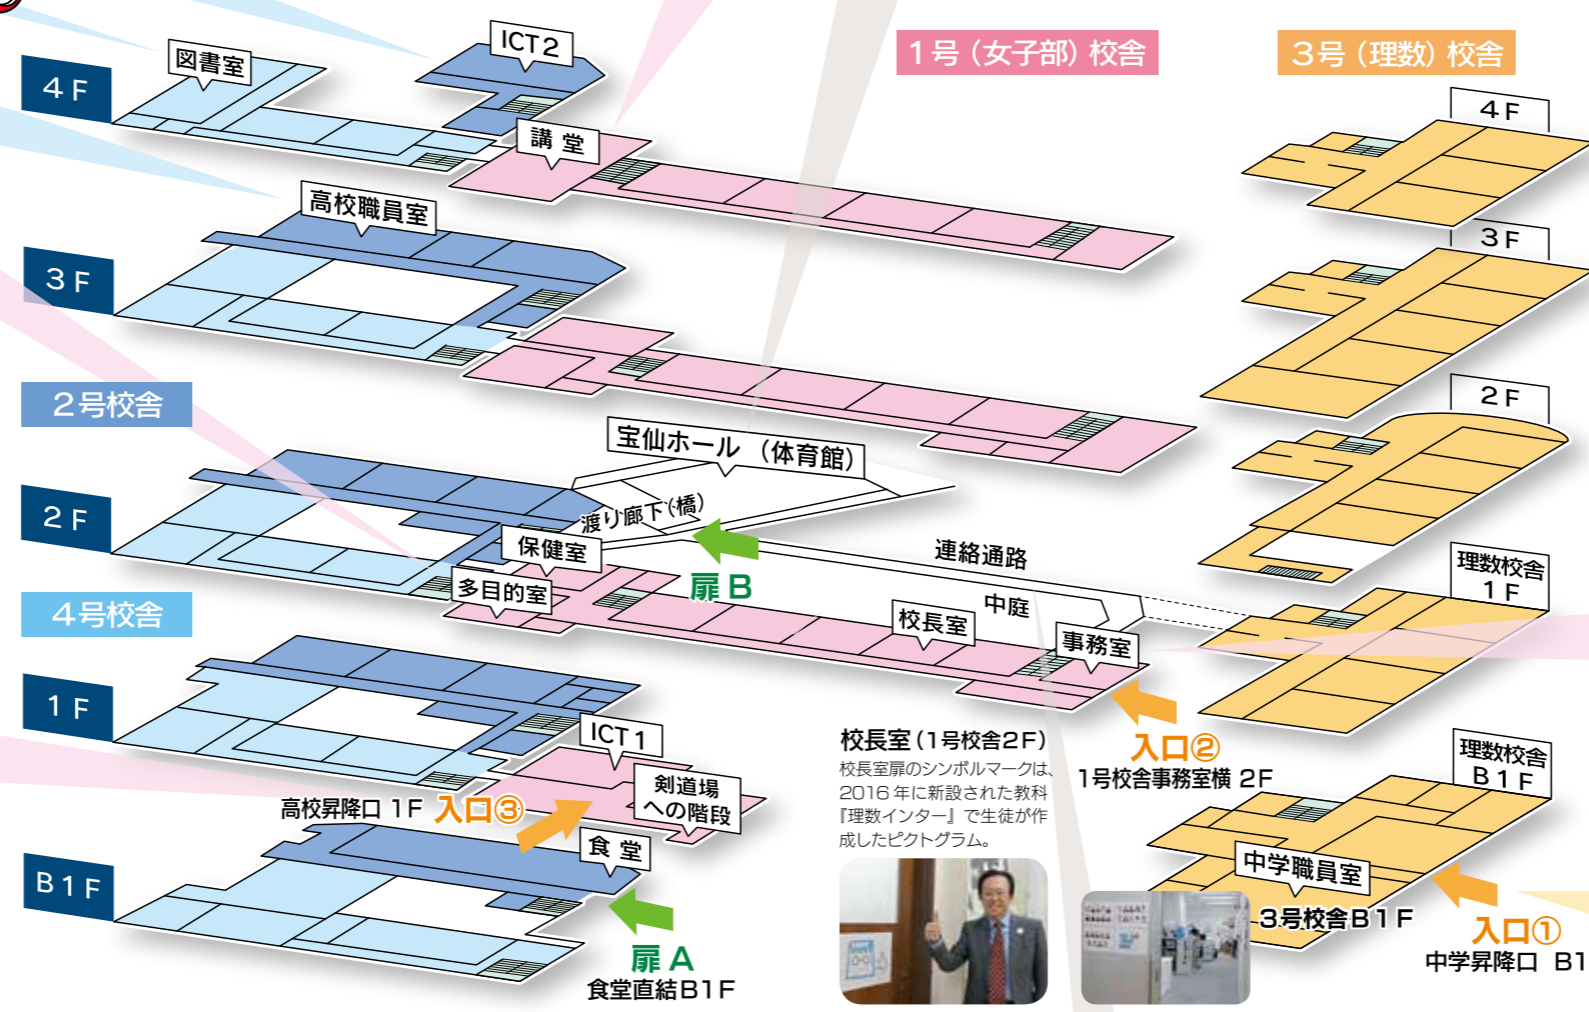 図書室
ICT2
1号（女子部）校舎
3号（理数）校舎
4F
4F
講堂
高校職員室
3F
3F
2号校舎
2F
宝仙ホール（体育館）
渡り廊下(橋)
2F
保健室
扉B
連絡通路
理数校舎
1F
多目的室
中庭
4号校舎
校長室
事務室
1F
ICT1
剣道場
への階段
高校昇降口 1F 入口③
校長室(1号校舎2F)
校長室扉のシンボルマークは、
2016年に新設された教科
『理数インター』で生徒が作
成したピクトグラム。
入口②
1号校舎事務室横 2F
理数校舎
B1F
食堂
B1F
中学職員室
3号校舎B1F
扉A
食堂直結B1F
入口①
中学昇降口 B1